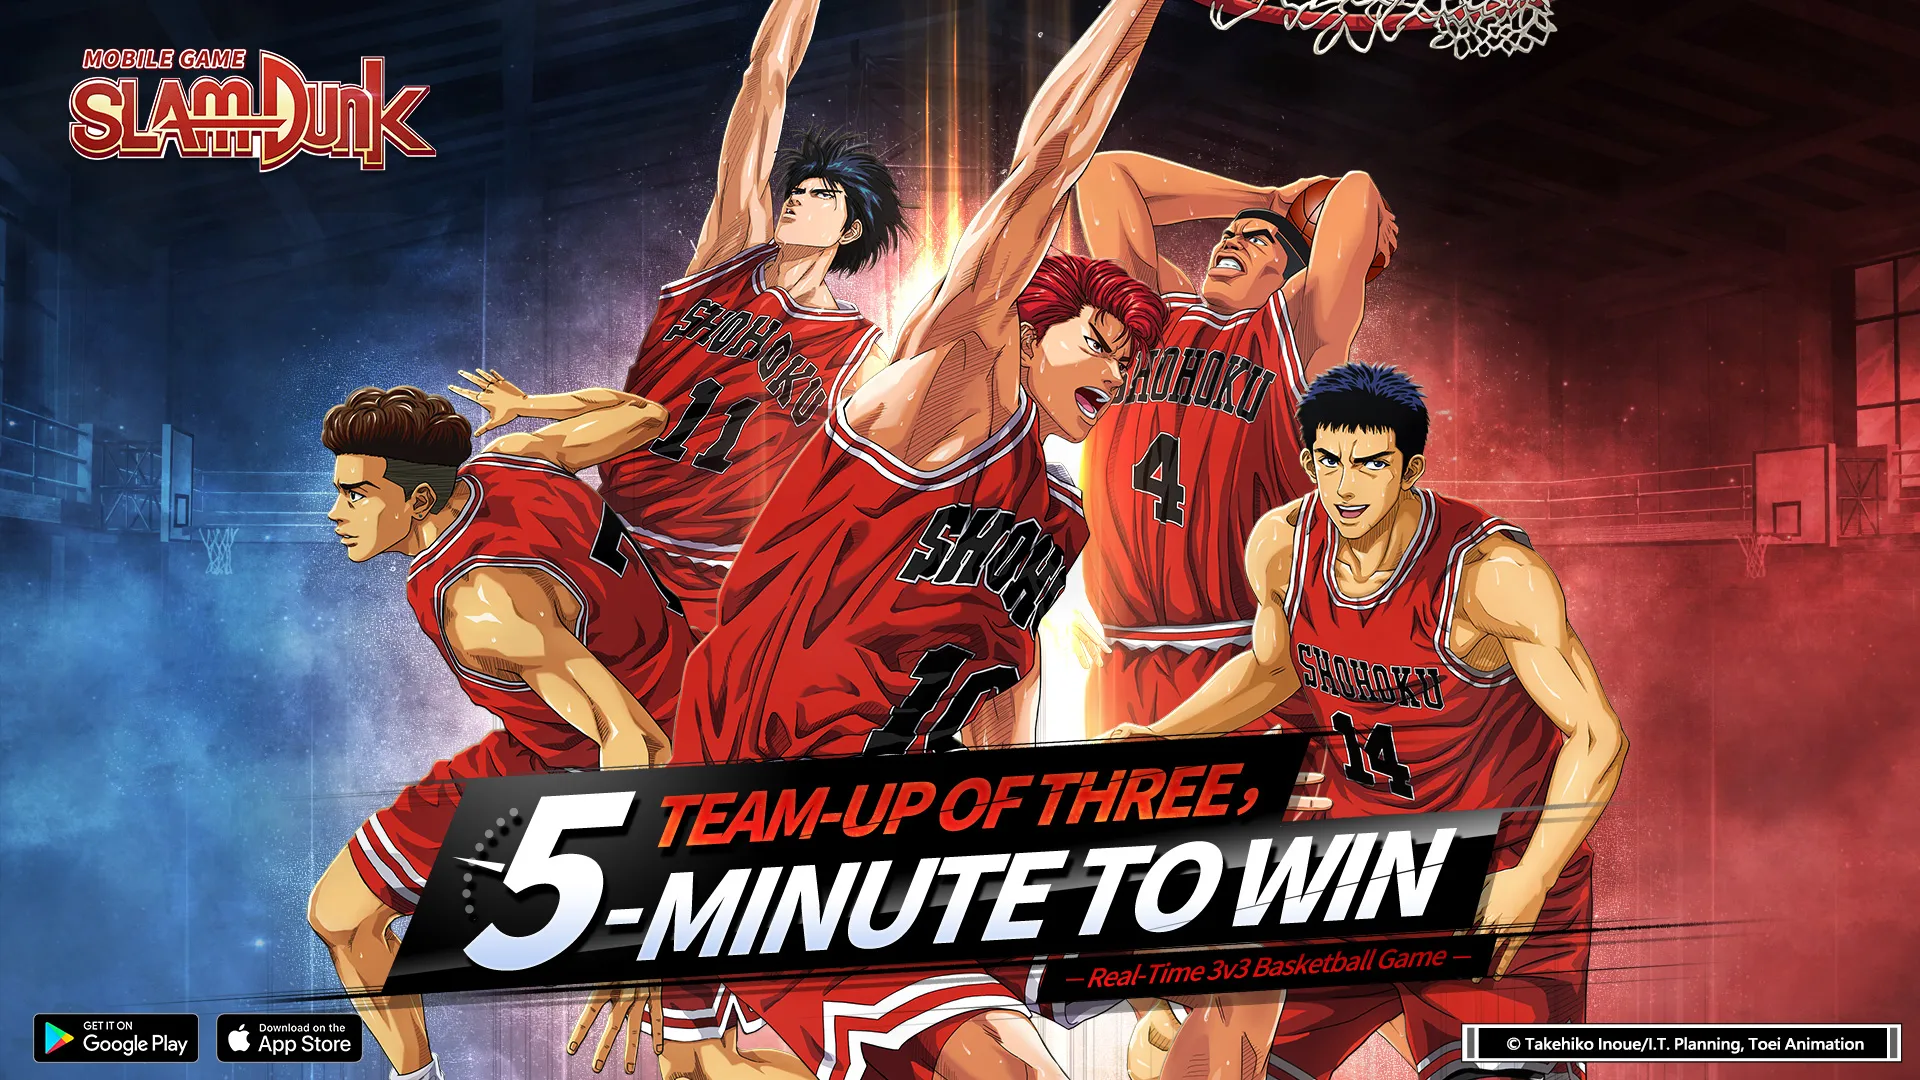 MOBILE GAME
SLAM DUNK
SHOHOKU
11
SHOHOKU
4
7
SHOHO
10
SHOHOKU
14
TEAM-UP OF THREE,
5-MINUTE TO WIN
— Real-Time 3v3 Basketball Game —
GET IT ON
Google Play
Download on the
App Store
© Takehiko Inoue/I.T. Planning, Toei Animation